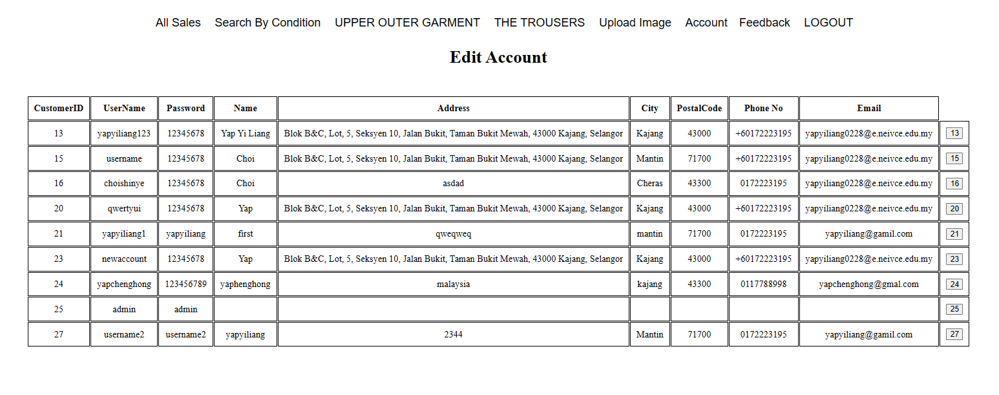 All Sales Search By Condition UPPER OUTER GARMENT THE TROUSERS Upload Image Account Feedback LOGOUT
Edit Account
CustomerID UserName Password Name Address City PostalCode Phone No Email
13 yapyiliang123 12345678 Yap Yi Liang Blok B&C, Lot, 5, Seksyen 10, Jalan Bukit, Taman Bukit Mewah, 43000 Kajang, Selangor Kajang 43000 +60172223195 yapyiliang0228@e.neivce.edu.my 13
15 username 12345678 Choi Blok B&C, Lot, 5, Seksyen 10, Jalan Bukit, Taman Bukit Mewah, 43000 Kajang, Selangor Mantin 71700 +60172223195 yapyiliang0228@e.neivce.edu.my 15
16 choishinye 12345678 Choi asdad Cheras 43300 0172223195 yapyiliang0228@e.neivce.edu.my 16
20 qwertyui 12345678 Yap Blok B&C, Lot, 5, Seksyen 10, Jalan Bukit, Taman Bukit Mewah, 43000 Kajang, Selangor Kajang 43000 +60172223195 yapyiliang0228@e.neivce.edu.my 20
21 yapyiliang1 yapyiliang first qweqweq mantin 71700 0172223195 yapyiliang@gamil.com 21
23 newaccount 12345678 Yap Blok B&C, Lot, 5, Seksyen 10, Jalan Bukit, Taman Bukit Mewah, 43000 Kajang, Selangor Kajang 43000 +60172223195 yapyiliang0228@e.neivce.edu.my 23
24 yapchenghong 123456789 yaphenghong malaysia kajang 43300 0117788998 yapchenghong@gmal.com 24
25 admin admin 25
27 username2 username2 yapyiliang 2344 Mantin 71700 0172223195 yapyiliang@gamil.com 27